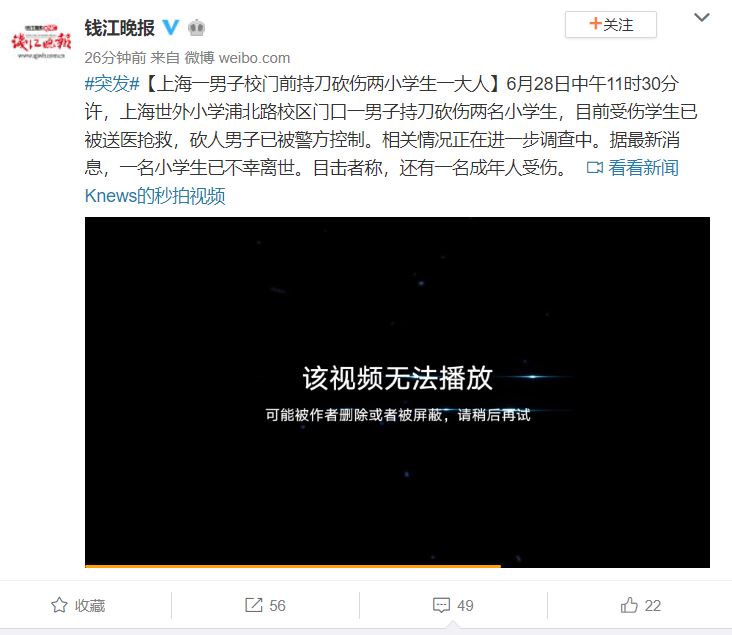 钱江晚报
www.qjwb.com.cn
钱江晚报
+关注
26分钟前 来自 微博 weibo.com
#突发#【上海一男子校门前持刀砍伤两小学生一大人】6月28日中午11时30分
许，上海世外小学浦北路校区门口一男子持刀砍伤两名小学生，目前受伤学生已
被送医抢救，砍人男子已被警方控制。相关情况正在进一步调查中。据最新消
息，一名小学生已不幸离世。目击者称，还有一名成年人受伤。 看看新闻
Knews的秒拍视频
该视频无法播放
可能被作者删除或者被屏蔽，请稍后再试
收藏
56
49
22